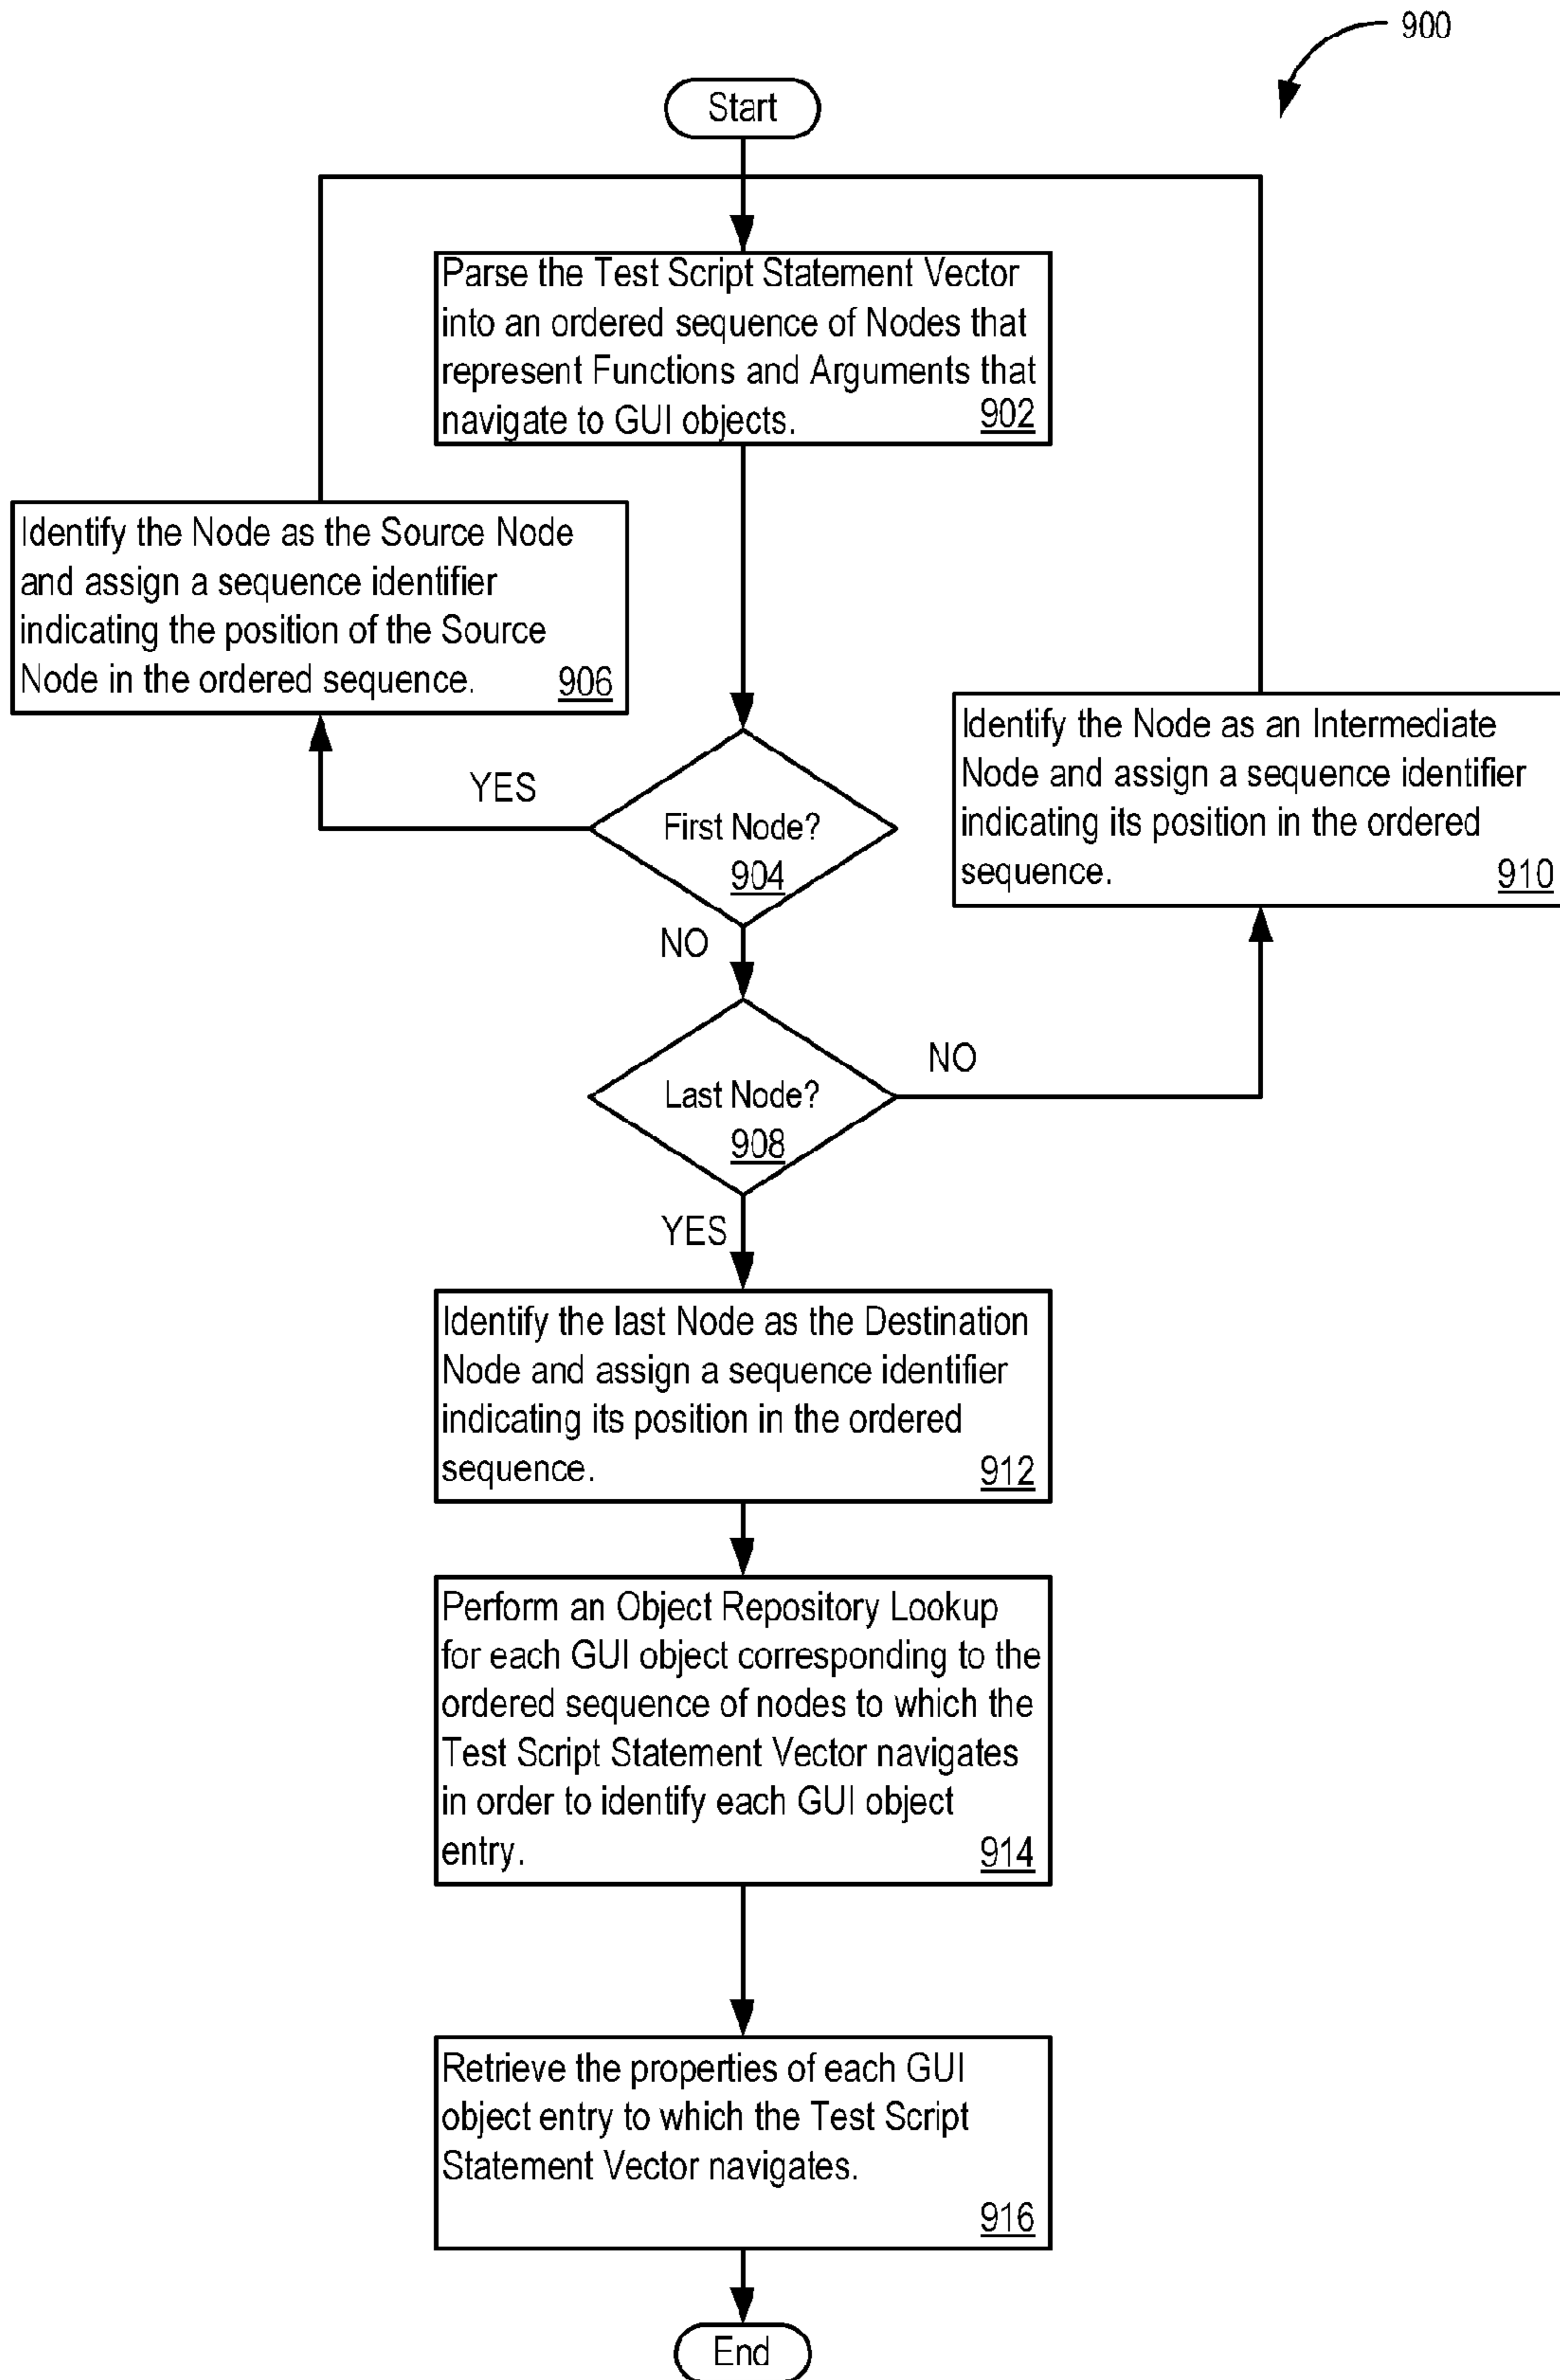 900
Start
Parse the Test Script Statement Vector
into an ordered sequence of Nodes that
represent Functions and Arguments that
navigate to GUI objects.
902
Identify the Node as the Source Node
and assign a sequence identifier
indicating the position of the Source
Node in the ordered sequence.
906
Identify the Node as an Intermediate
Node and assign a sequence identifier
indicating its position in the ordered
sequence.
910
YES
First Node?
904
NO
Last Node?
908
NO
YES
Identify the last Node as the Destination
Node and assign a sequence identifier
indicating its position in the ordered
sequence.
912
Perform an Object Repository Lookup
for each GUI object corresponding to the
ordered sequence of nodes to which the
Test Script Statement Vector navigates
in order to identify each GUI object
entry.
914
Retrieve the properties of each GUI
object entry to which the Test Script
Statement Vector navigates.
916
End